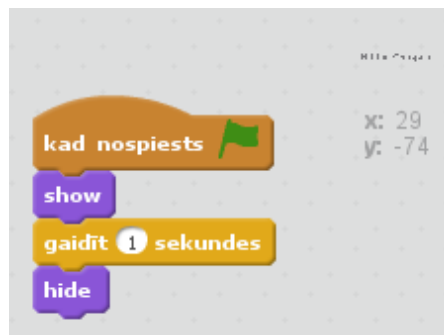 kad nospiests
show
gaidīt 1 sekundes
hide
x: 29
y: -74